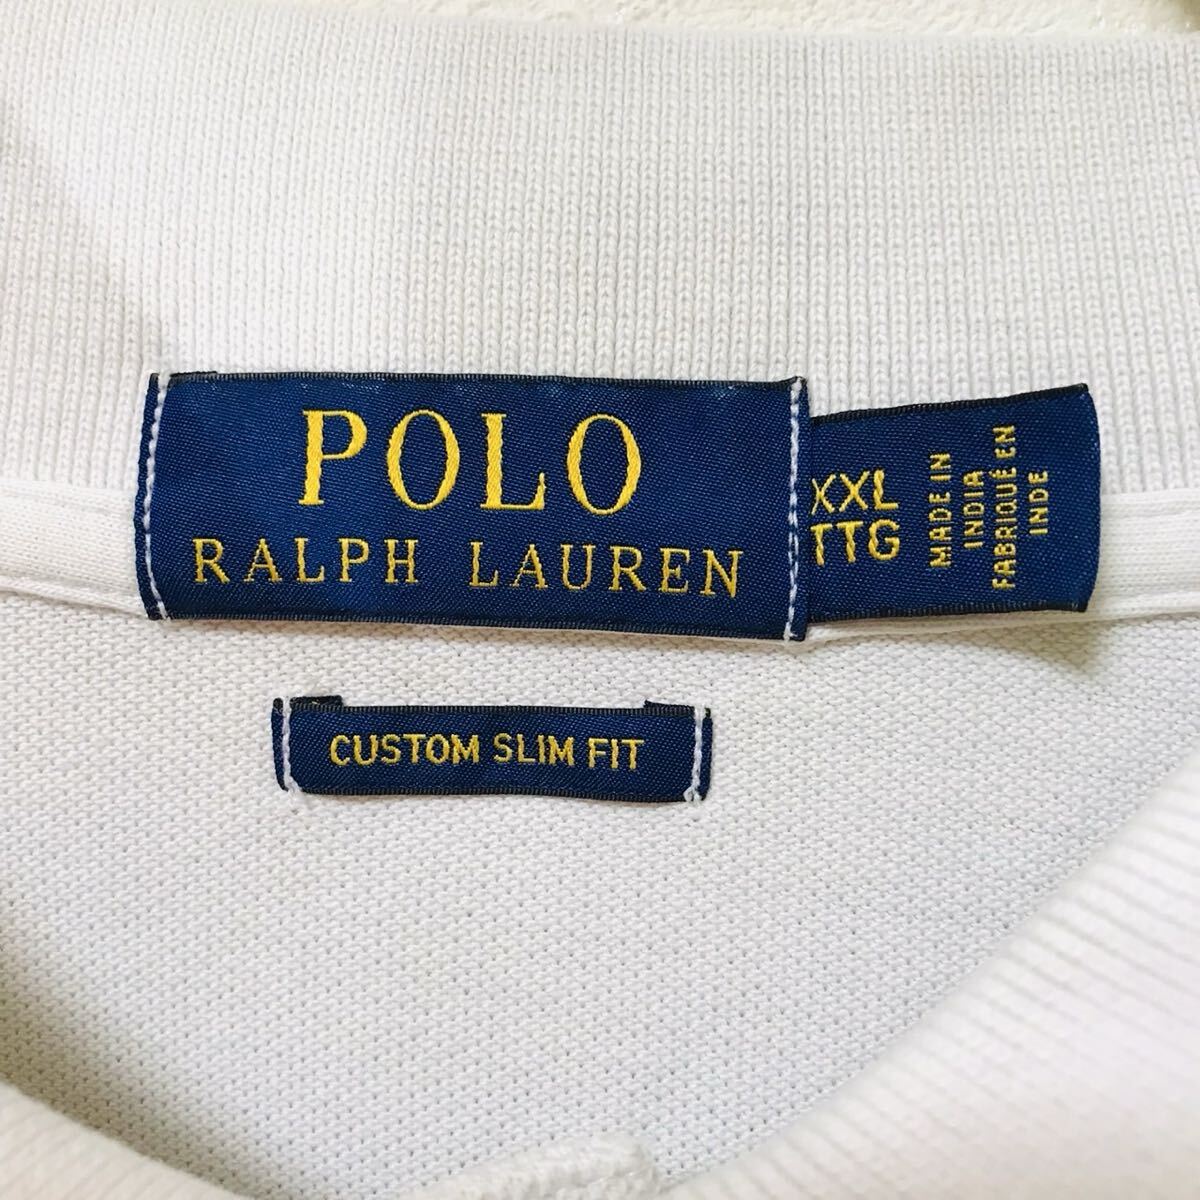 POLO
RALPH LAUREN
XXL
TTG
MADE IN
INDIA
FABRIQUÉ EN
INDE
CUSTOM SLIM FIT